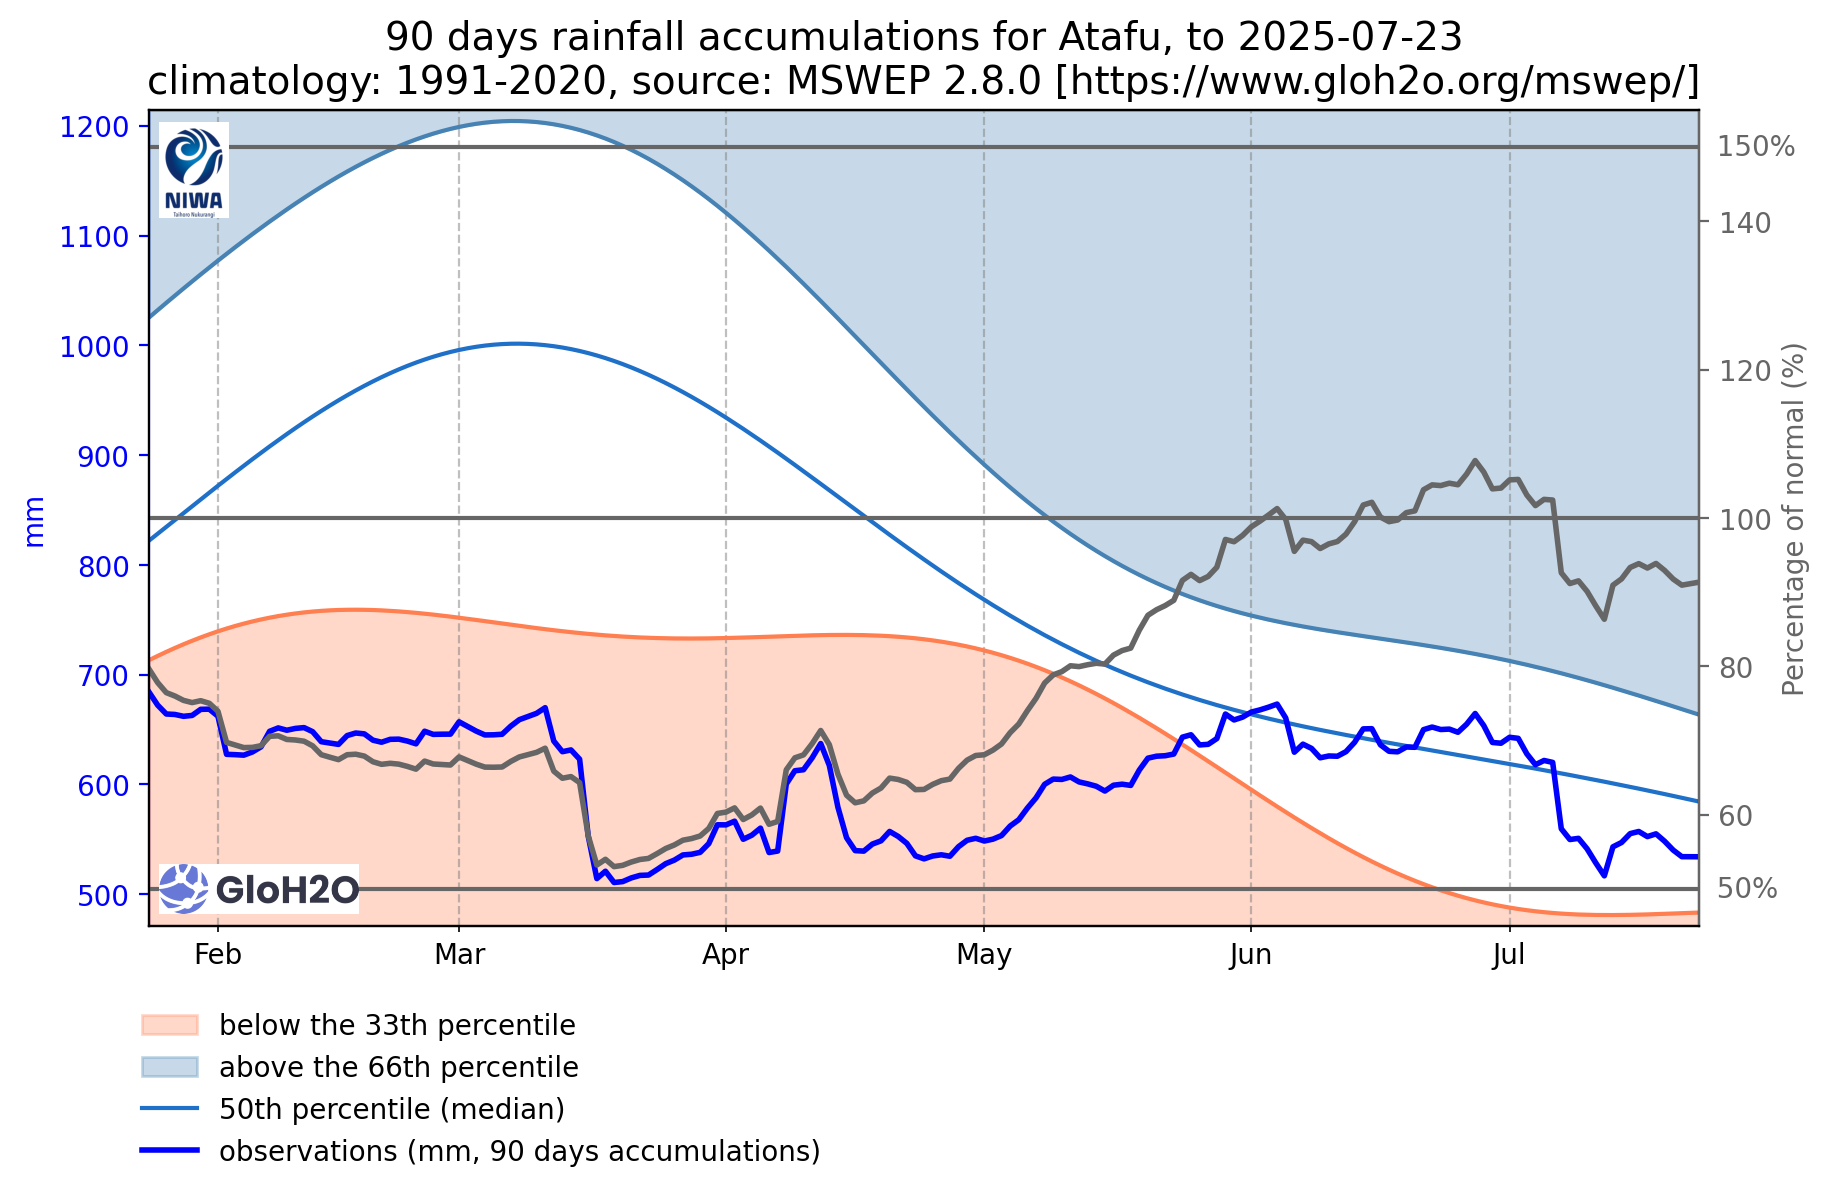 90 days rainfall accumulations for Atafu, to 2025-07-23
climatology: 1991-2020, source: MSWEP 2.8.0 [https://www.gloh2o.org/mswep/]
1200
1100
1000
900
800
700
600
500
mm
NIWA
Taihoro Nukurangi
GloH2O
150%
140
120
100
80
60
50%
Percentage of normal (%)
Feb
Mar
Apr
May
Jun
Jul
below the 33th percentile
above the 66th percentile
50th percentile (median)
observations (mm, 90 days accumulations)